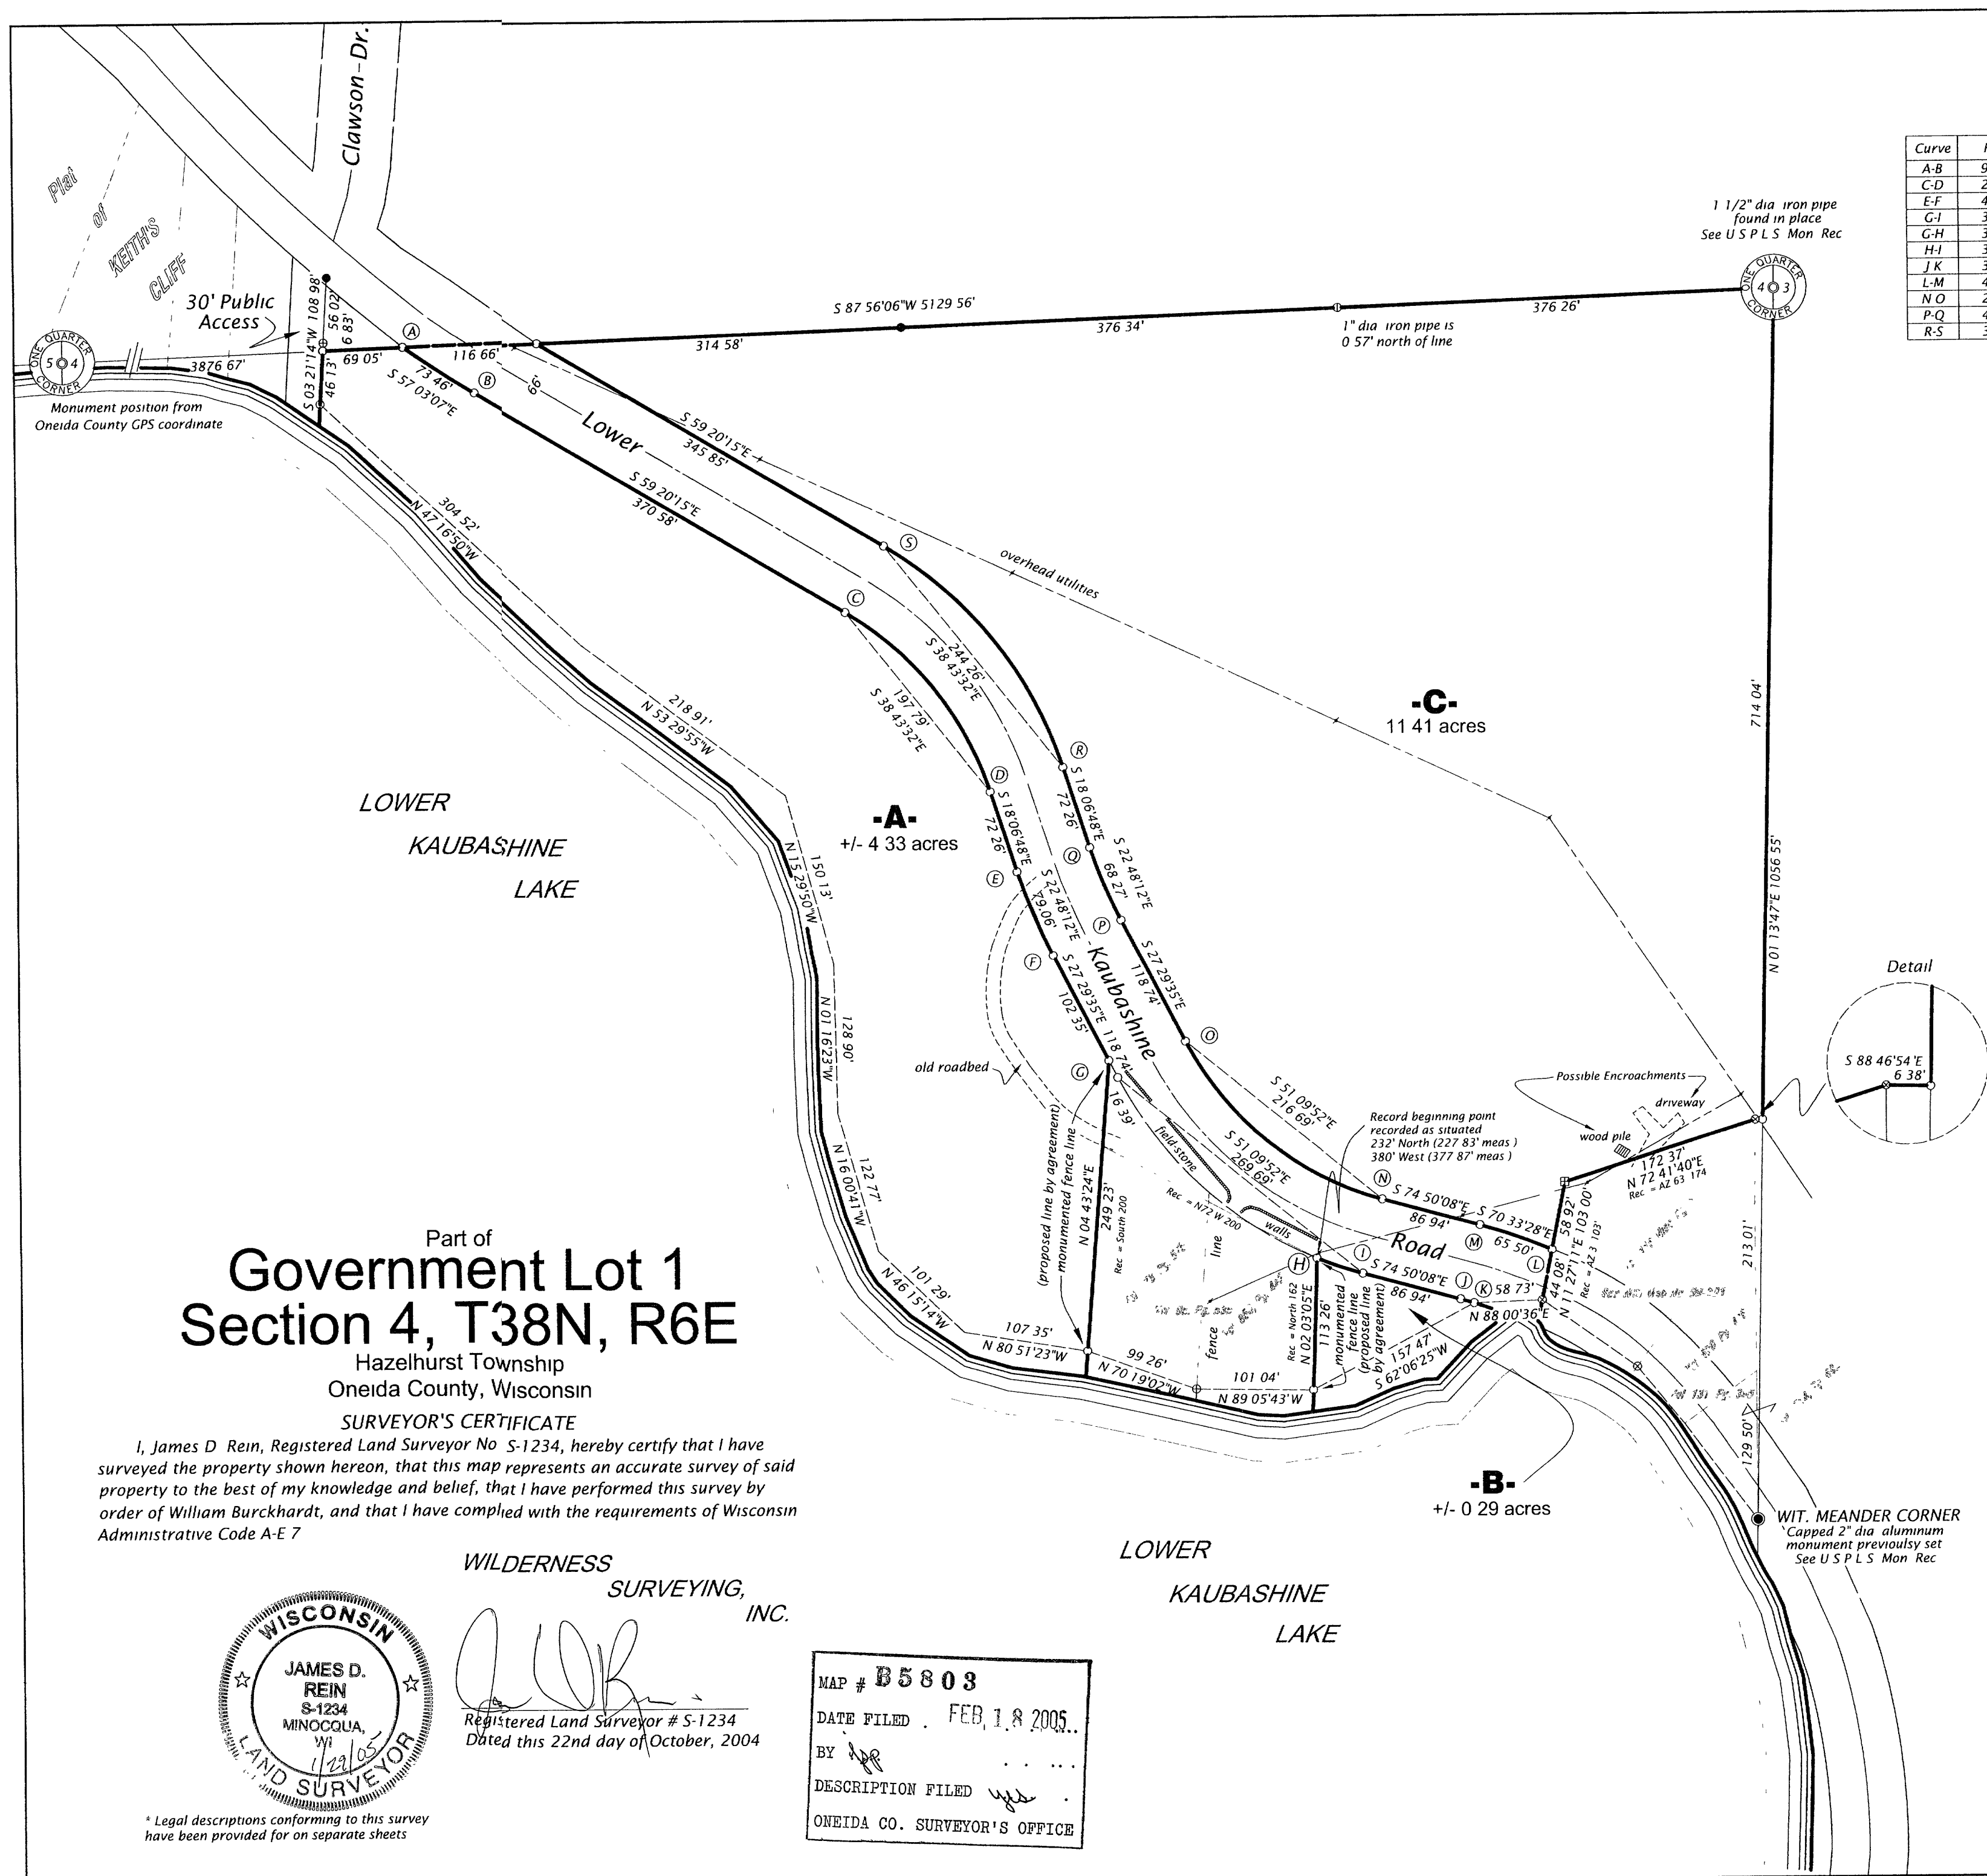 Clawson Dr.
Plat
of
KEITH'S
CLIFF
30' Public
Access
ONE QUARTER
5 4
CORNER
Monument position from
Oneida County GPS coordinate
3876 67'
S 03 21'14"W 108 98'
56 02'
6 83'
46 13'
69 05'
A
116 66'
73 46'
S 57 03'07"E
B
66'
Lower
S 87 56'06"W 5129 56'
314 58'
376 34'
376 26'
1" dia iron pipe is
0 57' north of line
1 1/2" dia iron pipe
found in place
See U S P L S Mon Rec
ONE QUARTER
4 3
CORNER
Curve
A-B
C-D
E-F
G-I
G-H
H-I
J K
L-M
N O
P-Q
R-S
S 59 20'15"E
345 85'
S 59 20'15"E
370 58'
304 52'
N 47 16'50"W
S
C
overhead utilities
244 26'
S 38 43'32"E
197 79'
S 38 43'32"E
218 91'
N 53 29'55"W
-C-
11 41 acres
714 04'
N 01 13'47"E 1056 55'
R
D
S 18 06'48"E
72 26'
S 18'06'48"E
72 26'
LOWER
KAUBASHINE
LAKE
-A-
+/- 4 33 acres
150 13'
N 15 29'50"W
Q
E
S 22 48'12"E
68 27'
S 22 48'12"E
79.06'
P
F
Kaubashine
S 27 29'35"E
118 74'
S 27 29'35"E
102 35'
118 74'
128 90'
N 01 16'23"W
old roadbed
G
16 39'
O
S 51 09'52"E
216 69'
S 51 09'52"E
269 69'
Detail
S 88 46'54"E
6 38'
Possible Encroachments
driveway
wood pile
172 37'
N 72 41'40"E
Rec = AZ 63 174
Record beginning point
recorded as situated
232' North (227 83' meas )
380' West (377 87' meas )
field-stone
walls
Rec = N72 W 200
(proposed line by agreement)
monumented fence line
N 04 43'24"E
249 23'
Rec = South 200
122 77'
N 16 00'41"W
N
S 74 50'08"E
86 94'
S 70 33'28"E
65 50'
M
L
58 92'
44 08'
N 11 27'11"E 103 00'
Rec = AZ 3 103'
Road
H
I
S 74 50'08"E
86 94'
J
K
58 73'
N 88 00'36"E
213 01'
fence line
Rec = North 162
N 02 03'05"E
113 26'
monumented
fence line
(proposed line
by agreement)
157 47'
S 62'06'25"W
101 29'
N 46 15'14"W
107 35'
N 80 51'23"W
99 26'
N 70 19'02"W
101 04'
N 89 05'43"W
129 50'
-B-
+/- 0 29 acres
WIT. MEANDER CORNER
Capped 2" dia aluminum
monument previoulsy set
See U S P L S Mon Rec
Part of
Government Lot 1
Section 4, T38N, R6E
Hazelhurst Township
Oneida County, Wisconsin
SURVEYOR'S CERTIFICATE
I, James D Rein, Registered Land Surveyor No S-1234, hereby certify that I have
surveyed the property shown hereon, that this map represents an accurate survey of said
property to the best of my knowledge and belief, that I have performed this survey by
order of William Burckhardt, and that I have complied with the requirements of Wisconsin
Administrative Code A-E 7
WILDERNESS
SURVEYING,
INC.
LOWER
KAUBASHINE
LAKE
WISCONSIN
JAMES D.
REIN
S-1234
MINOCQUA,
WI
1/29/05
LAND SURVEYOR
Registered Land Surveyor # S-1234
Dated this 22nd day of October, 2004
MAP # B5803
DATE FILED . FEB, 18 2005
BY
DESCRIPTION FILED yes
ONEIDA CO. SURVEYOR'S OFFICE
* Legal descriptions conforming to this survey
have been provided for on separate sheets